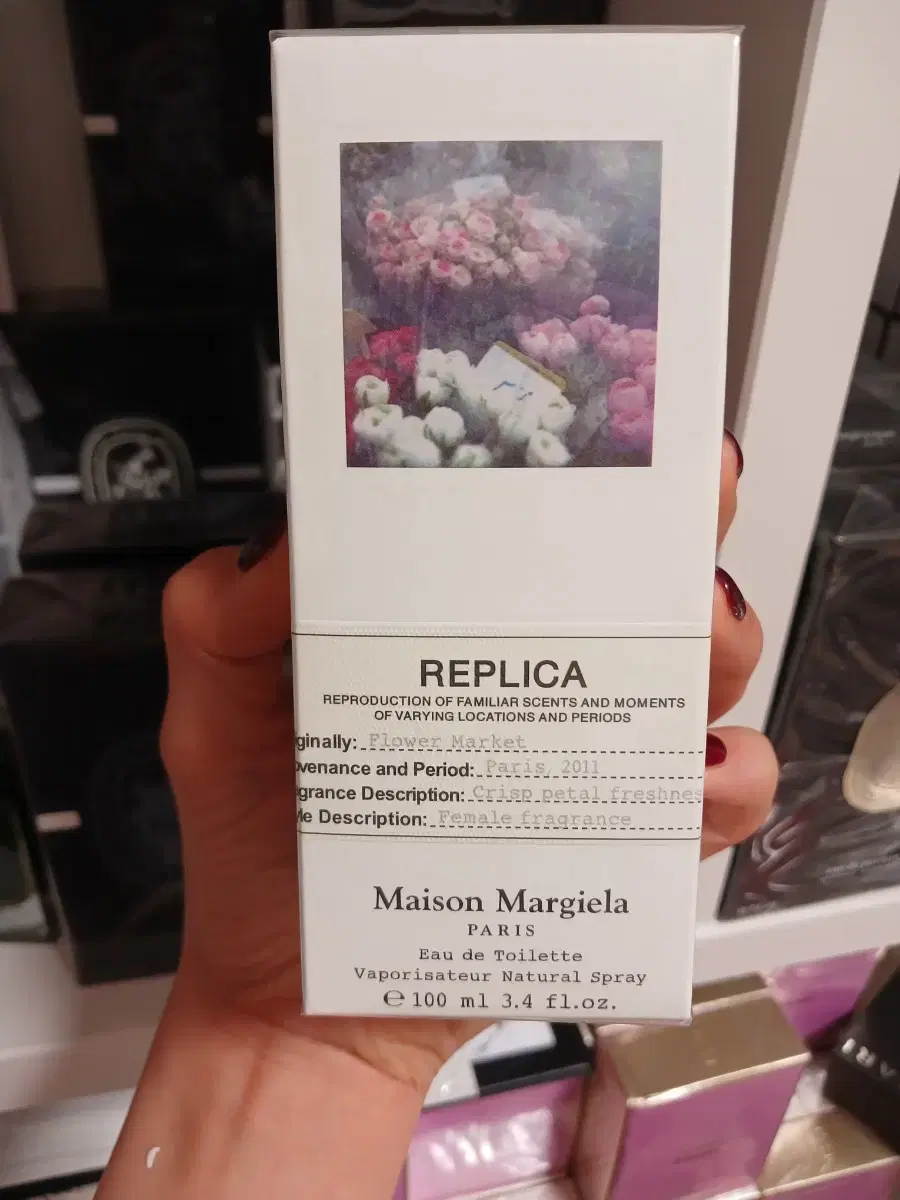 REPLICA
REPRODUCTION OF FAMILIAR SCENTS AND MOMENTS
OF VARYING LOCATIONS AND PERIODS
ginally: Flower Market
ovenance and Period: Paris, 2011
grance Description: Crisp petal freshnes
le Description: Female fragrance
Maison Margiela
PARIS
Eau de Toilette
Vaporisateur Natural Spray
℮ 100 ml 3.4 fl.oz.